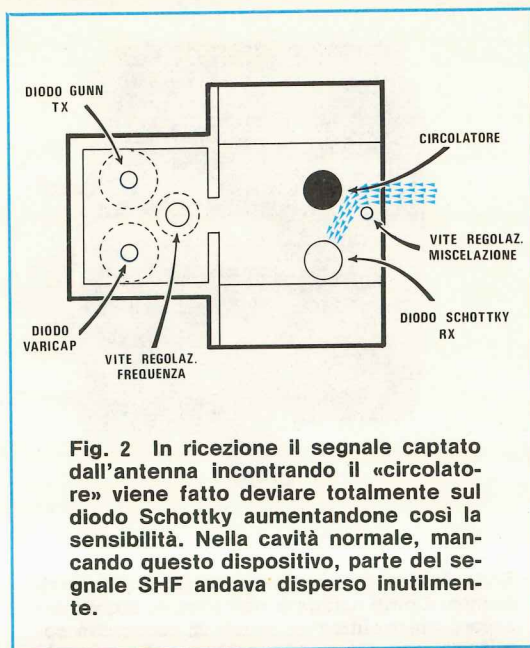 DIODO GUNN
TX
CIRCOLATORE
VITE REGOLAZ.
MISCELAZIONE
DIODO SCHOTTKY
RX
DIODO
VARICAP
VITE REGOLAZ.
FREQUENZA
Fig. 2 In ricezione il segnale captato
dall'antenna incontrando il «circolato-
re» viene fatto deviare totalmente sul
diodo Schottky aumentandone così la
sensibilità. Nella cavità normale, man-
cando questo dispositivo, parte del se-
gnale SHF andava disperso inutilmen-
te.